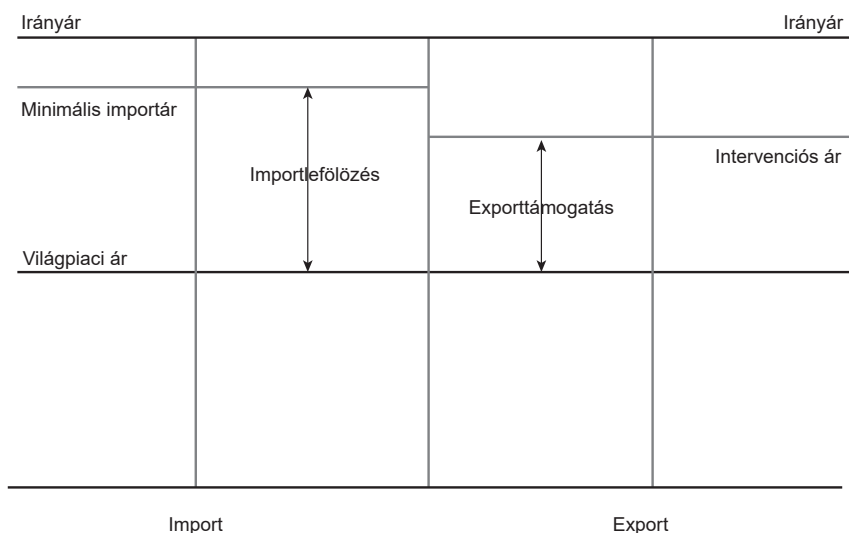 Irányár
Irányár
Minimális importár
Importlefölözés
Intervenciós ár
Exporttámogatás
Világpiaci ár
Import
Export